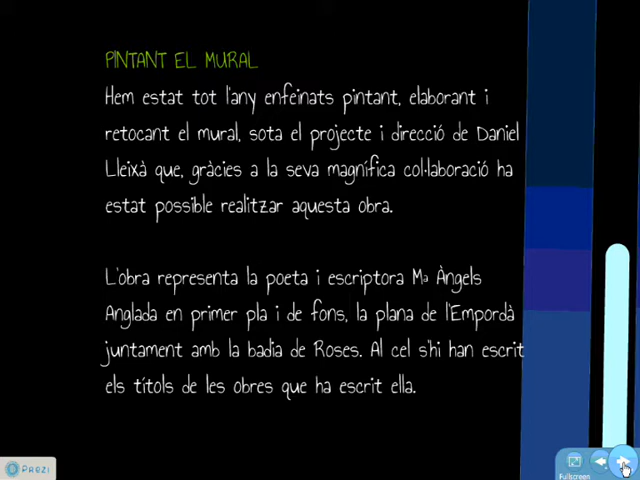 PINTANT EL MURAL
Hem estat tot l'any enfeinats pintant, elaborant i
retocant el mural, sota el projecte i direcció de Daniel
Lleixà que, gràcies a la seva magnífica col·laboració ha
estat possible realitzar aquesta obra.
L'obra representa la poeta i escriptora Mª Àngels
Anglada en primer pla i de fons, la plana de l'Empordà
juntament amb la badia de Roses. Al cel s'hi han escrit
els títols de les obres que ha escrit ella.
Prezi
Fullscreen